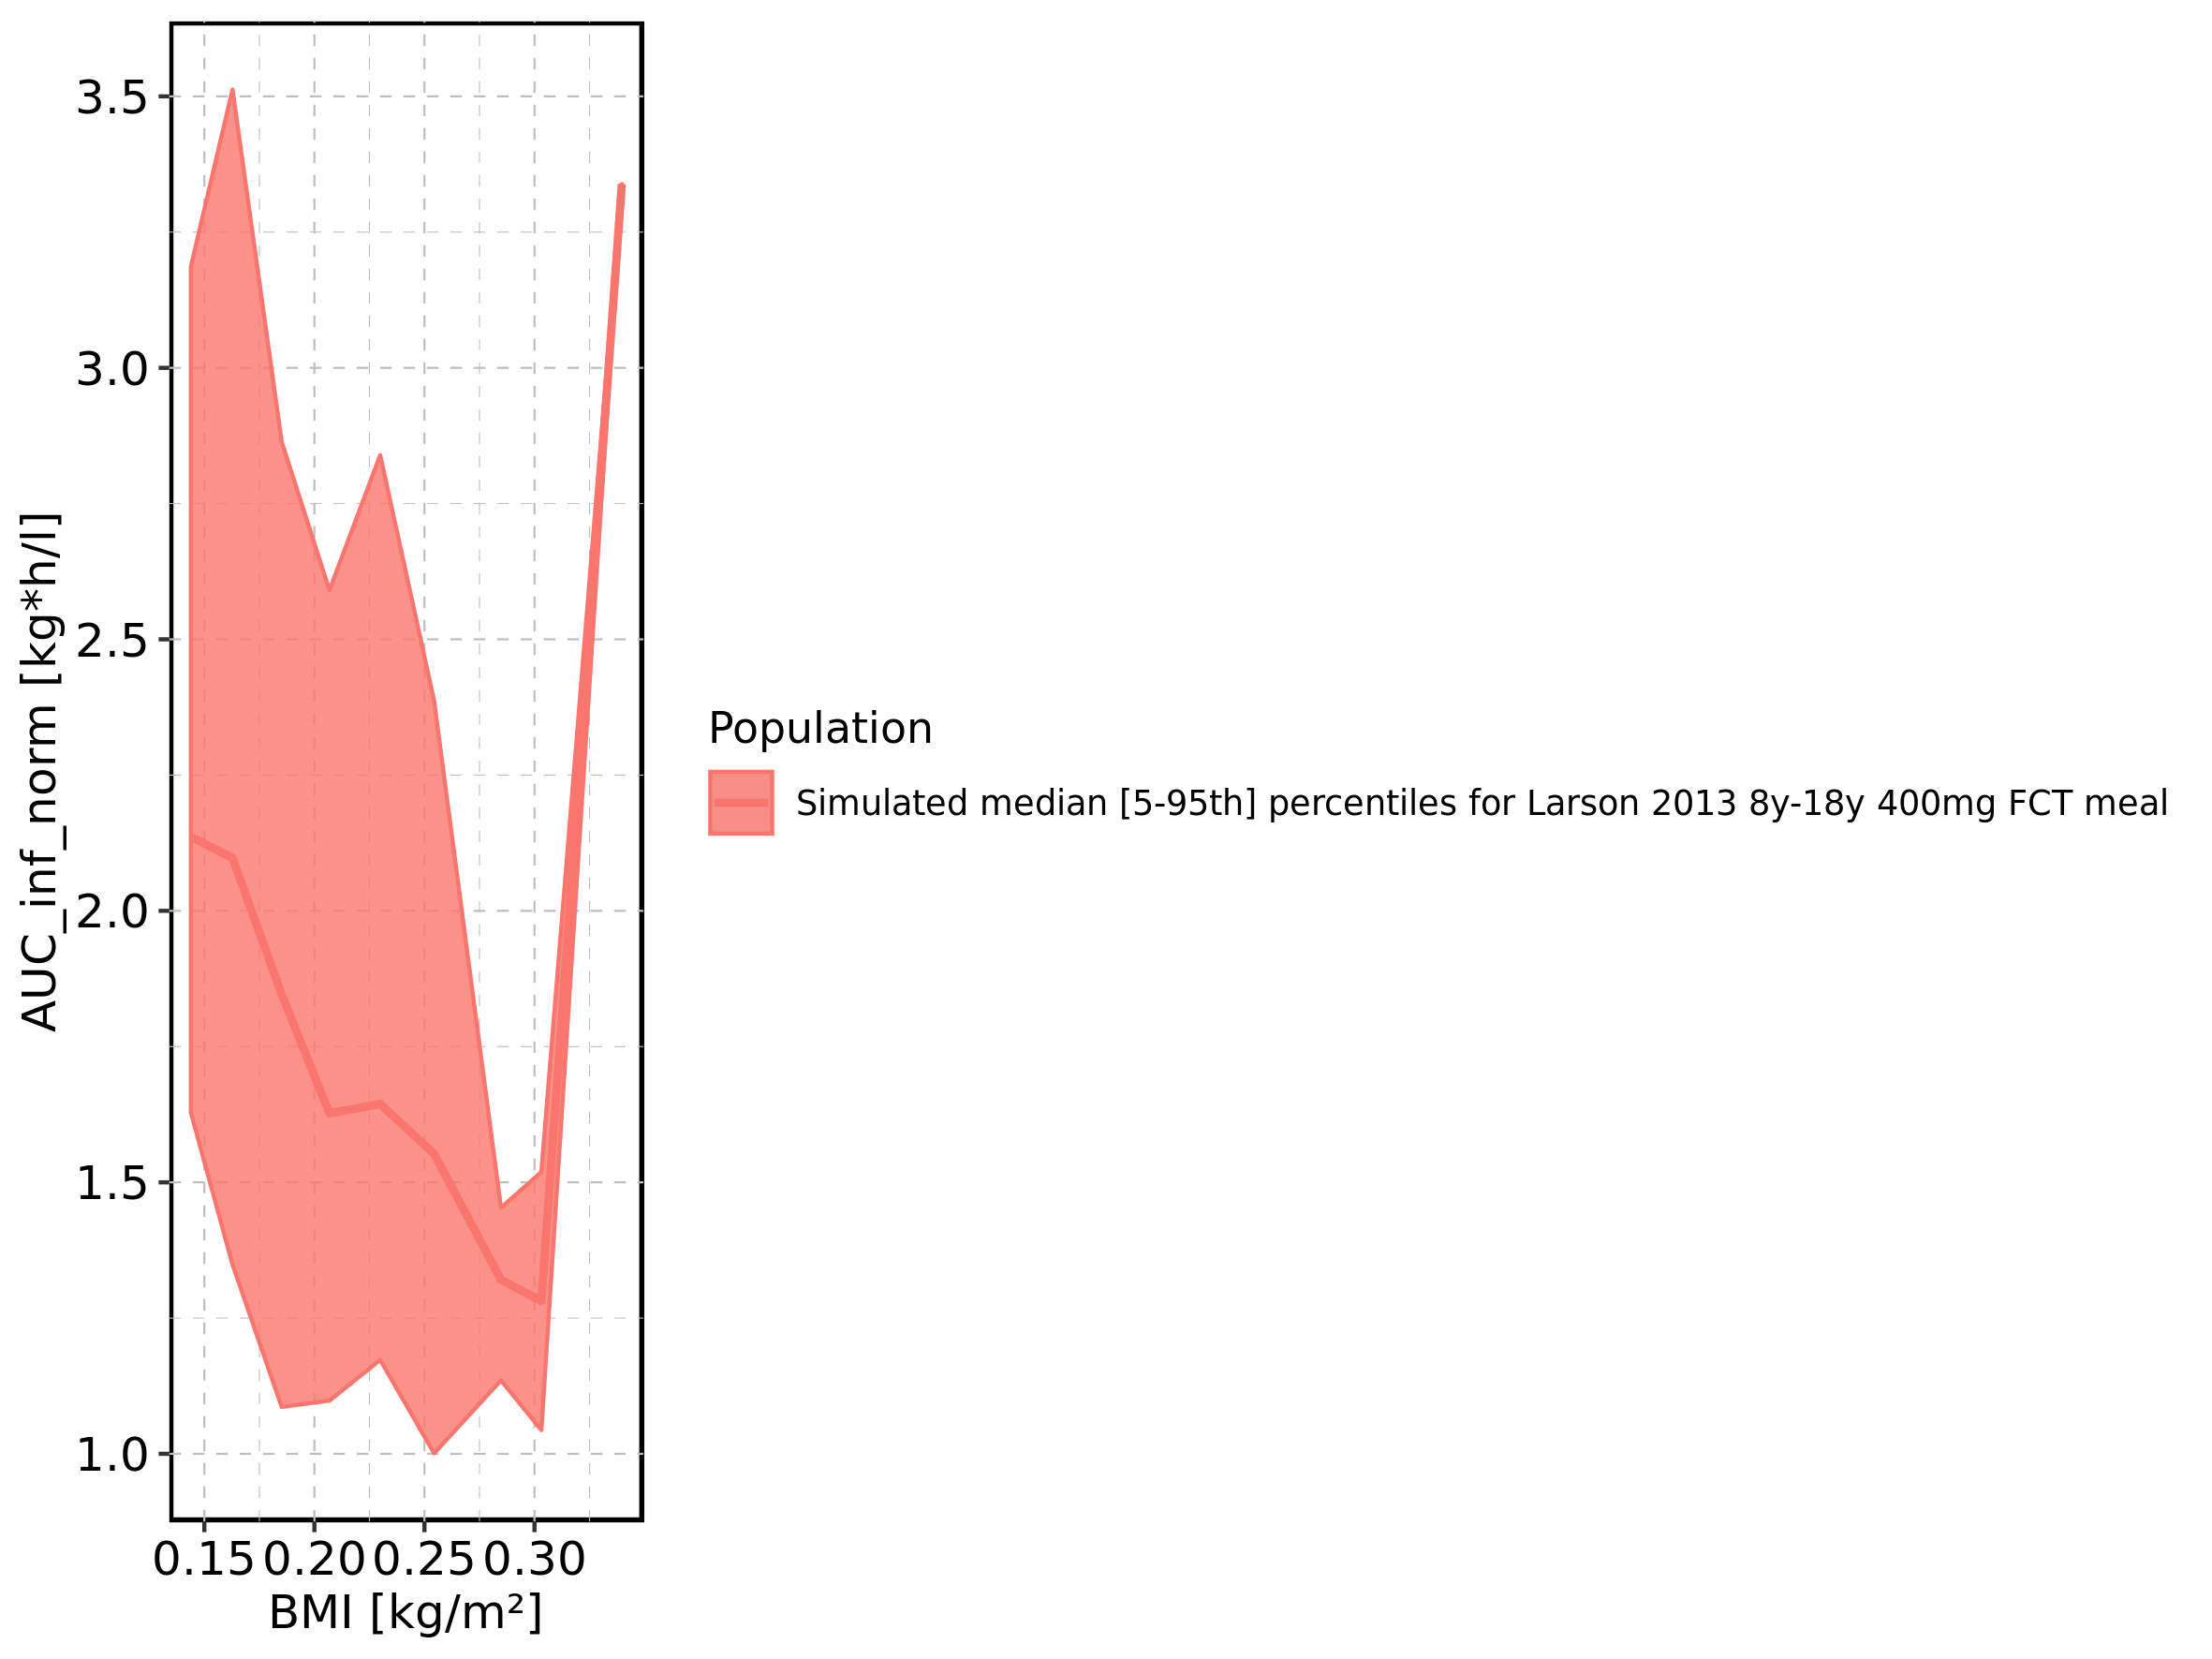 AUC_inf_norm [kg*h/l]
3.5
3.0
2.5
2.0
1.5
1.0
0.15 0.20 0.25 0.30
BMI [kg/m²]
Population
Simulated median [5-95th] percentiles for Larson 2013 8y-18y 400mg FCT meal